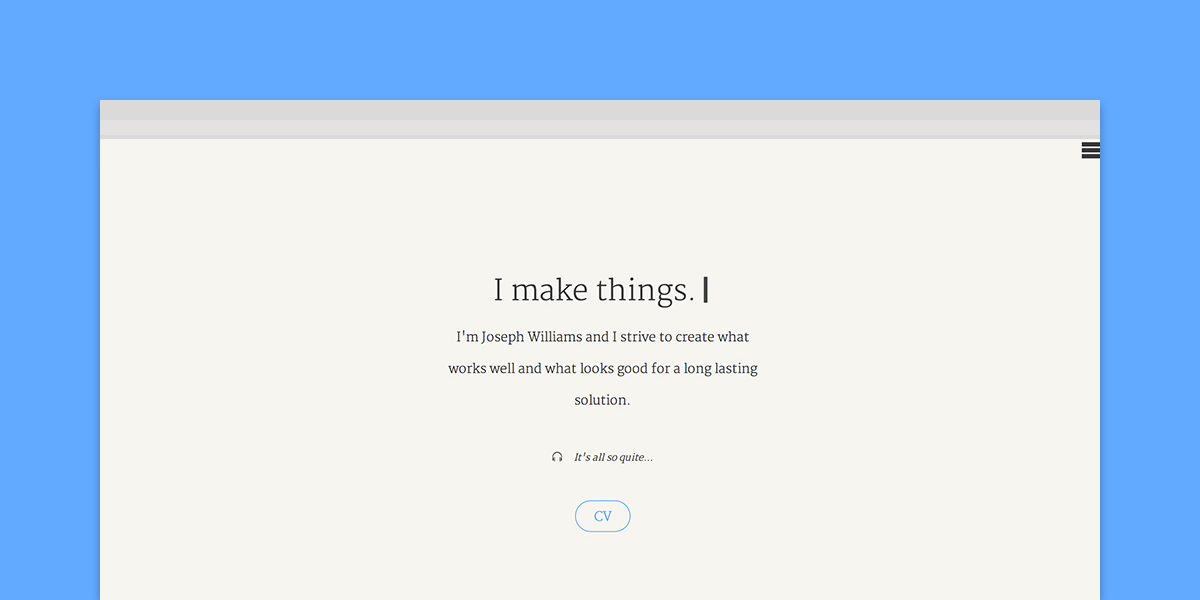 I make things.
I'm Joseph Williams and I strive to create what
works well and what looks good for a long lasting
solution.
It's all so quite...
CV